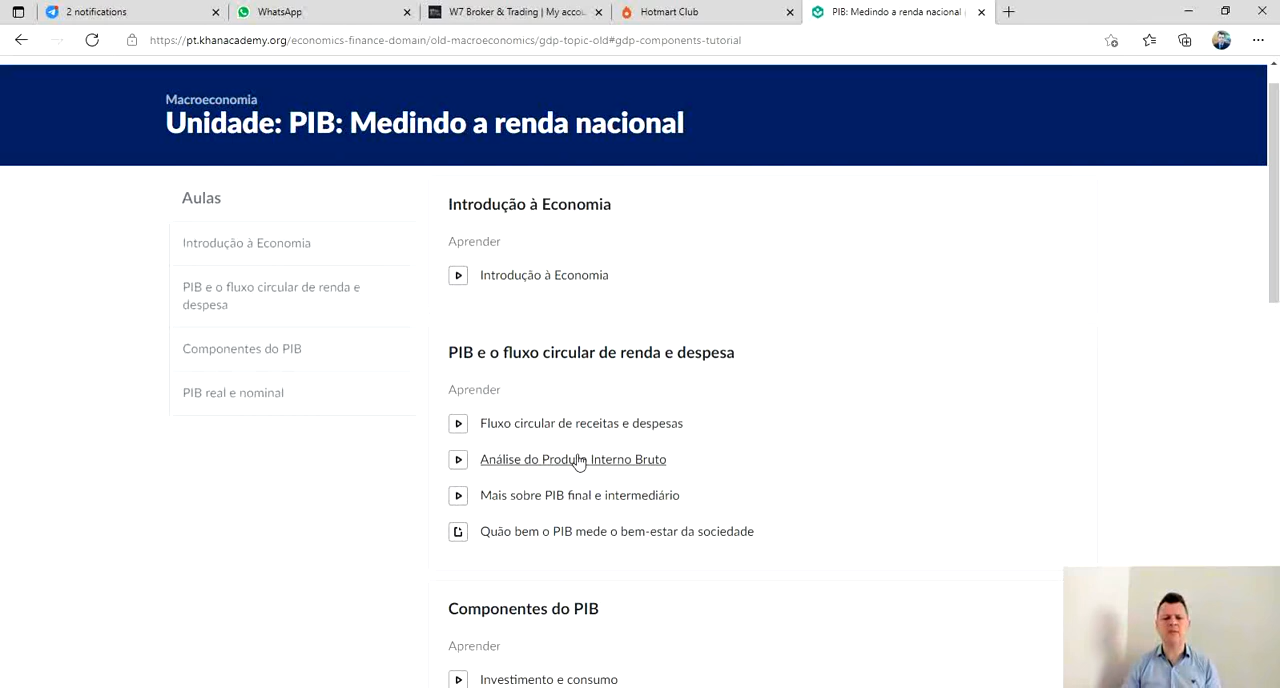 2 notifications
WhatsApp
W7 Broker & Trading | My accou
Hotmart Club
PIB: Medindo a renda nacional
https://pt.khanacademy.org/economics-finance-domain/old-macroeconomics/gdp-topic-old#gdp-components-tutorial
Macroeconomia
Unidade: PIB: Medindo a renda nacional
Aulas
Introdução à Economia
PIB e o fluxo circular de renda e
despesa
Componentes do PIB
PIB real e nominal
Introdução à Economia
Aprender
Introdução à Economia
PIB e o fluxo circular de renda e despesa
Aprender
Fluxo circular de receitas e despesas
Análise do Produto Interno Bruto
Mais sobre PIB final e intermediário
Quão bem o PIB mede o bem-estar da sociedade
Componentes do PIB
Aprender
Investimento e consumo